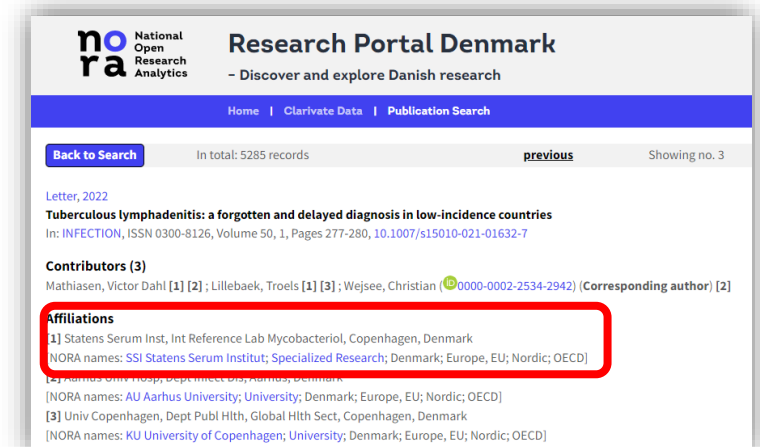 nora National Open Research Analytics
Research Portal Denmark
– Discover and explore Danish research
Home | Clarivate Data | Publication Search
Back to Search In total: 5285 records previous Showing no. 3
Letter, 2022
Tuberculous lymphadenitis: a forgotten and delayed diagnosis in low-incidence countries
In: INFECTION, ISSN 0300-8126, Volume 50, 1, Pages 277-280, 10.1007/s15010-021-01632-7
Contributors (3)
Mathiasen, Victor Dahl [1] [2] ; Lillebaek, Troels [1] [3] ; Wejsee, Christian (iD 0000-0002-2534-2942) (Corresponding author) [2]
Affiliations
[1] Statens Serum Inst, Int Reference Lab Mycobacteriol, Copenhagen, Denmark
[NORA names: SSI Statens Serum Institut; Specialized Research; Denmark; Europe, EU; Nordic; OECD]
[2] Aarhus Univ Hosp, Dept Infect Dis, Aarhus, Denmark
[NORA names: AU Aarhus University; University; Denmark; Europe, EU; Nordic; OECD]
[3] Univ Copenhagen, Dept Publ Hlth, Global Hlth Sect, Copenhagen, Denmark
[NORA names: KU University of Copenhagen; University; Denmark; Europe, EU; Nordic; OECD]